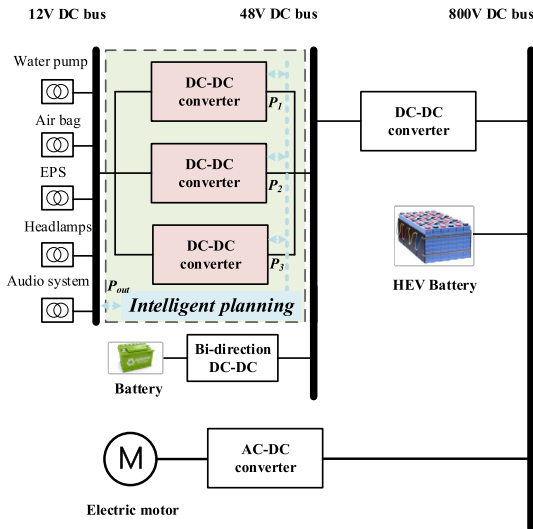 12V DC bus
48V DC bus
800V DC bus
Water pump
Air bag
EPS
Headlamps
Audio system
DC-DC
converter
P1
DC-DC
converter
P2
DC-DC
converter
P3
Pout
Intelligent planning
DC-DC
converter
HEV Battery
Battery
Bi-direction
DC-DC
M
Electric motor
AC-DC
converter